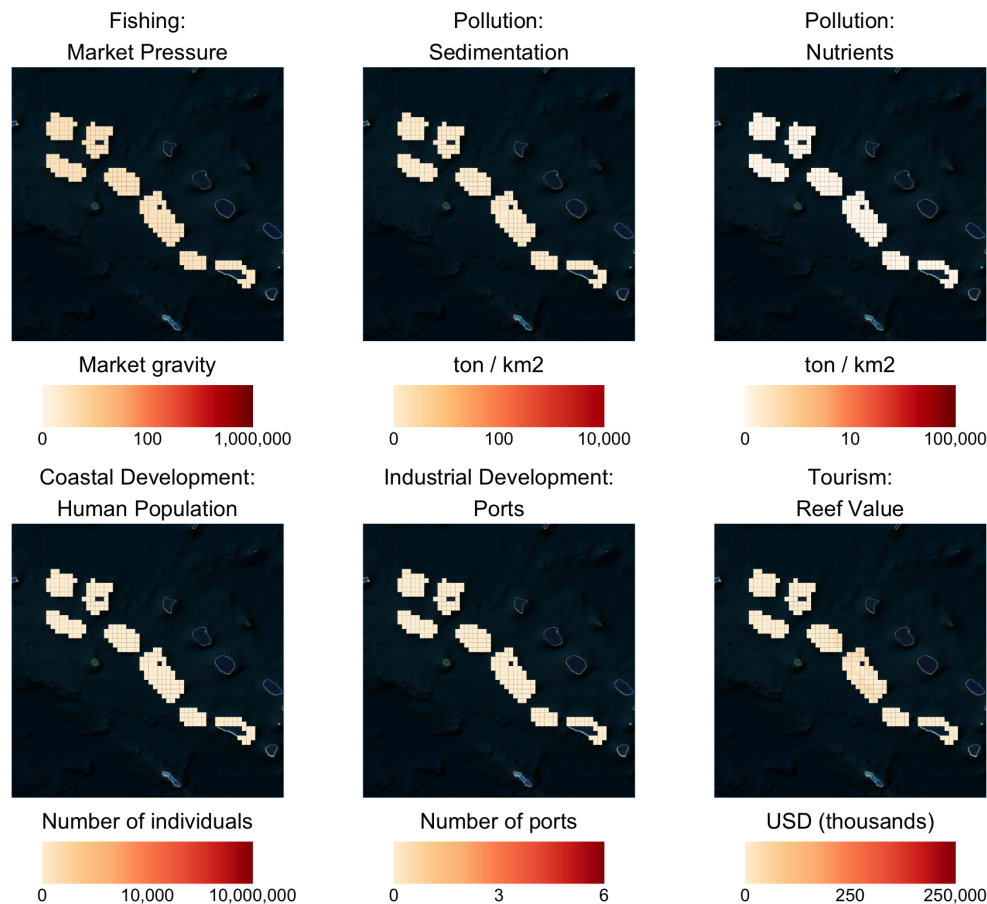 Fishing:
Market Pressure
Pollution:
Sedimentation
Pollution:
Nutrients
Market gravity
0 100 1,000,000
ton / km2
0 100 10,000
ton / km2
0 10 100,000
Coastal Development:
Human Population
Industrial Development:
Ports
Tourism:
Reef Value
Number of individuals
0 10,000 10,000,000
Number of ports
0 3 6
USD (thousands)
0 250 250,000